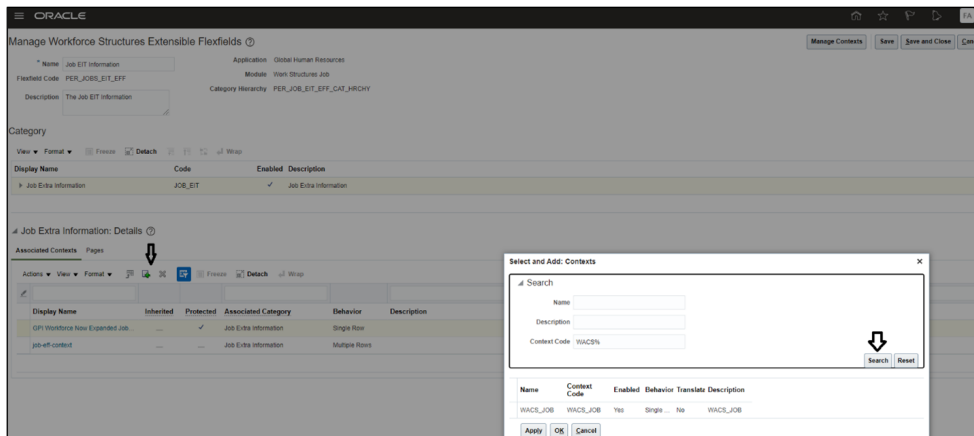 ORACLE
FA
Manage Workforce Structures Extensible Flexfields
Manage Contexts Save Save and Close
* Name Job EIT Information
Application Global Human Resources
Flexfield Code PER_JOBS_EIT_EFF
Module Work Structures Job
Category Hierarchy PER_JOB_EIT_EFF_CAT_HRCHY
Description The Job EIT Information
Category
View Format Freeze Detach Wrap
Display Name Code Enabled Description
Job Extra Information JOB_EIT Job Extra Information
Job Extra Information: Details
Associated Contexts Pages
Actions View Format Freeze Detach Wrap
Display Name Inherited Protected Associated Category Behavior Description
GPI Workforce Now Expanded Job... Job Extra Information Single Row
job-eff-context Job Extra Information Multiple Rows
Select and Add: Contexts
Search
Name
Description
Context Code WACS%
Search Reset
Name Context Code Enabled Behavior Translata Description
WACS_JOB WACS_JOB Yes Single ... No WACS_JOB
Apply OK Cancel